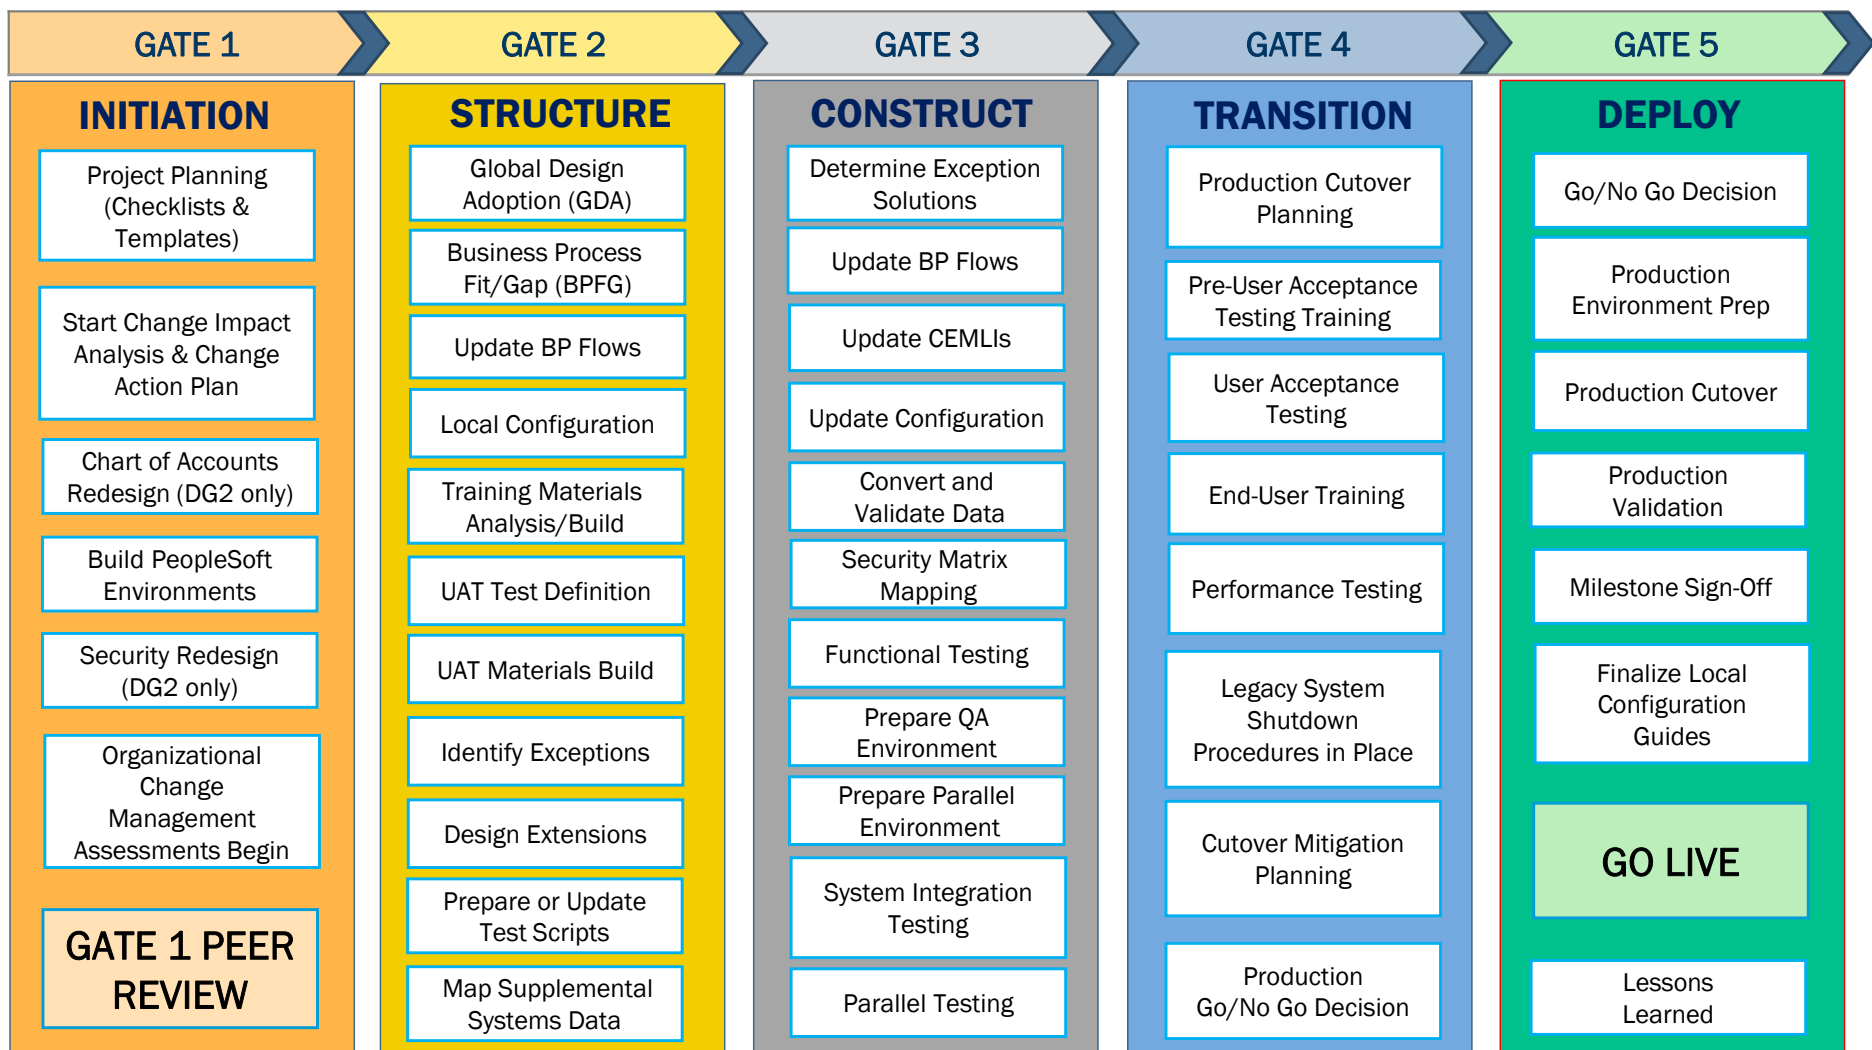 GATE 1
GATE 2
GATE 3
GATE 4
GATE 5
INITIATION
Project Planning
(Checklists &
Templates)
Start Change Impact
Analysis & Change
Action Plan
Chart of Accounts
Redesign (DG2 only)
Build PeopleSoft
Environments
Security Redesign
(DG2 only)
Organizational
Change
Management
Assessments Begin
GATE 1 PEER
REVIEW
STRUCTURE
Global Design
Adoption (GDA)
Business Process
Fit/Gap (BPFG)
Update BP Flows
Local Configuration
Training Materials
Analysis/Build
UAT Test Definition
UAT Materials Build
Identify Exceptions
Design Extensions
Prepare or Update
Test Scripts
Map Supplemental
Systems Data
CONSTRUCT
Determine Exception
Solutions
Update BP Flows
Update CEMLIs
Update Configuration
Convert and
Validate Data
Security Matrix
Mapping
Functional Testing
Prepare QA
Environment
Prepare Parallel
Environment
System Integration
Testing
Parallel Testing
TRANSITION
Production Cutover
Planning
Pre-User Acceptance
Testing Training
User Acceptance
Testing
End-User Training
Performance Testing
Legacy System
Shutdown
Procedures in Place
Cutover Mitigation
Planning
Production
Go/No Go Decision
DEPLOY
Go/No Go Decision
Production
Environment Prep
Production Cutover
Production
Validation
Milestone Sign-Off
Finalize Local
Configuration
Guides
GO LIVE
Lessons
Learned